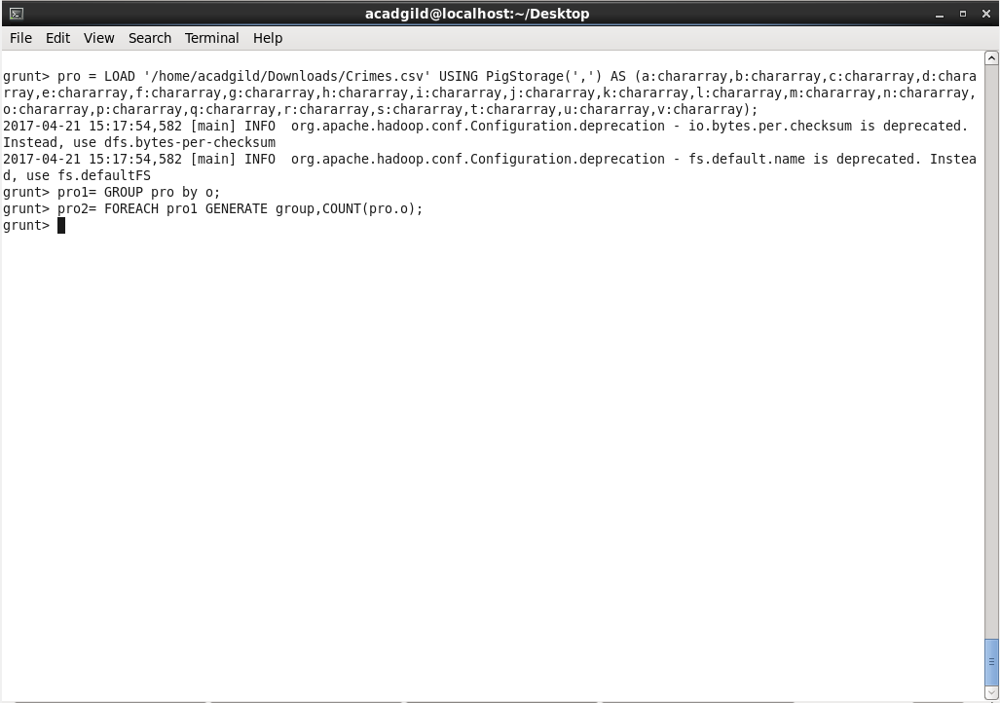 acadgild@localhost:~/Desktop
File Edit View Search Terminal Help
grunt> pro = LOAD '/home/acadgild/Downloads/Crimes.csv' USING PigStorage(',') AS (a:chararray,b:chararray,c:chararray,d:chara
rray,e:chararray,f:chararray,g:chararray,h:chararray,i:chararray,j:chararray,k:chararray,l:chararray,m:chararray,n:chararray,
o:chararray,p:chararray,q:chararray,r:chararray,s:chararray,t:chararray,u:chararray,v:chararray);
2017-04-21 15:17:54,582 [main] INFO  org.apache.hadoop.conf.Configuration.deprecation - io.bytes.per.checksum is deprecated.
Instead, use dfs.bytes-per-checksum
2017-04-21 15:17:54,582 [main] INFO  org.apache.hadoop.conf.Configuration.deprecation - fs.default.name is deprecated. Instea
d, use fs.defaultFS
grunt> pro1= GROUP pro by o;
grunt> pro2= FOREACH pro1 GENERATE group,COUNT(pro.o);
grunt>